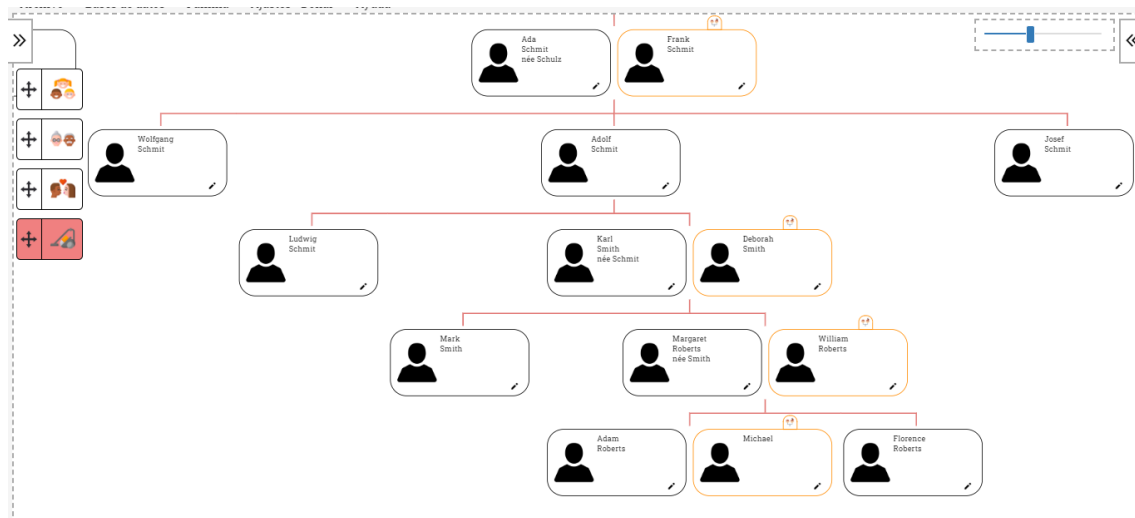 Ada
Schmit
née Schulz
Frank
Schmit
Wolfgang
Schmit
Adolf
Schmit
Josef
Schmit
Ludwig
Schmit
Karl
Smith
née Schmit
Deborah
Smith
Mark
Smith
Margaret
Roberts
née Smith
William
Roberts
Adam
Roberts
Michael
Florence
Roberts